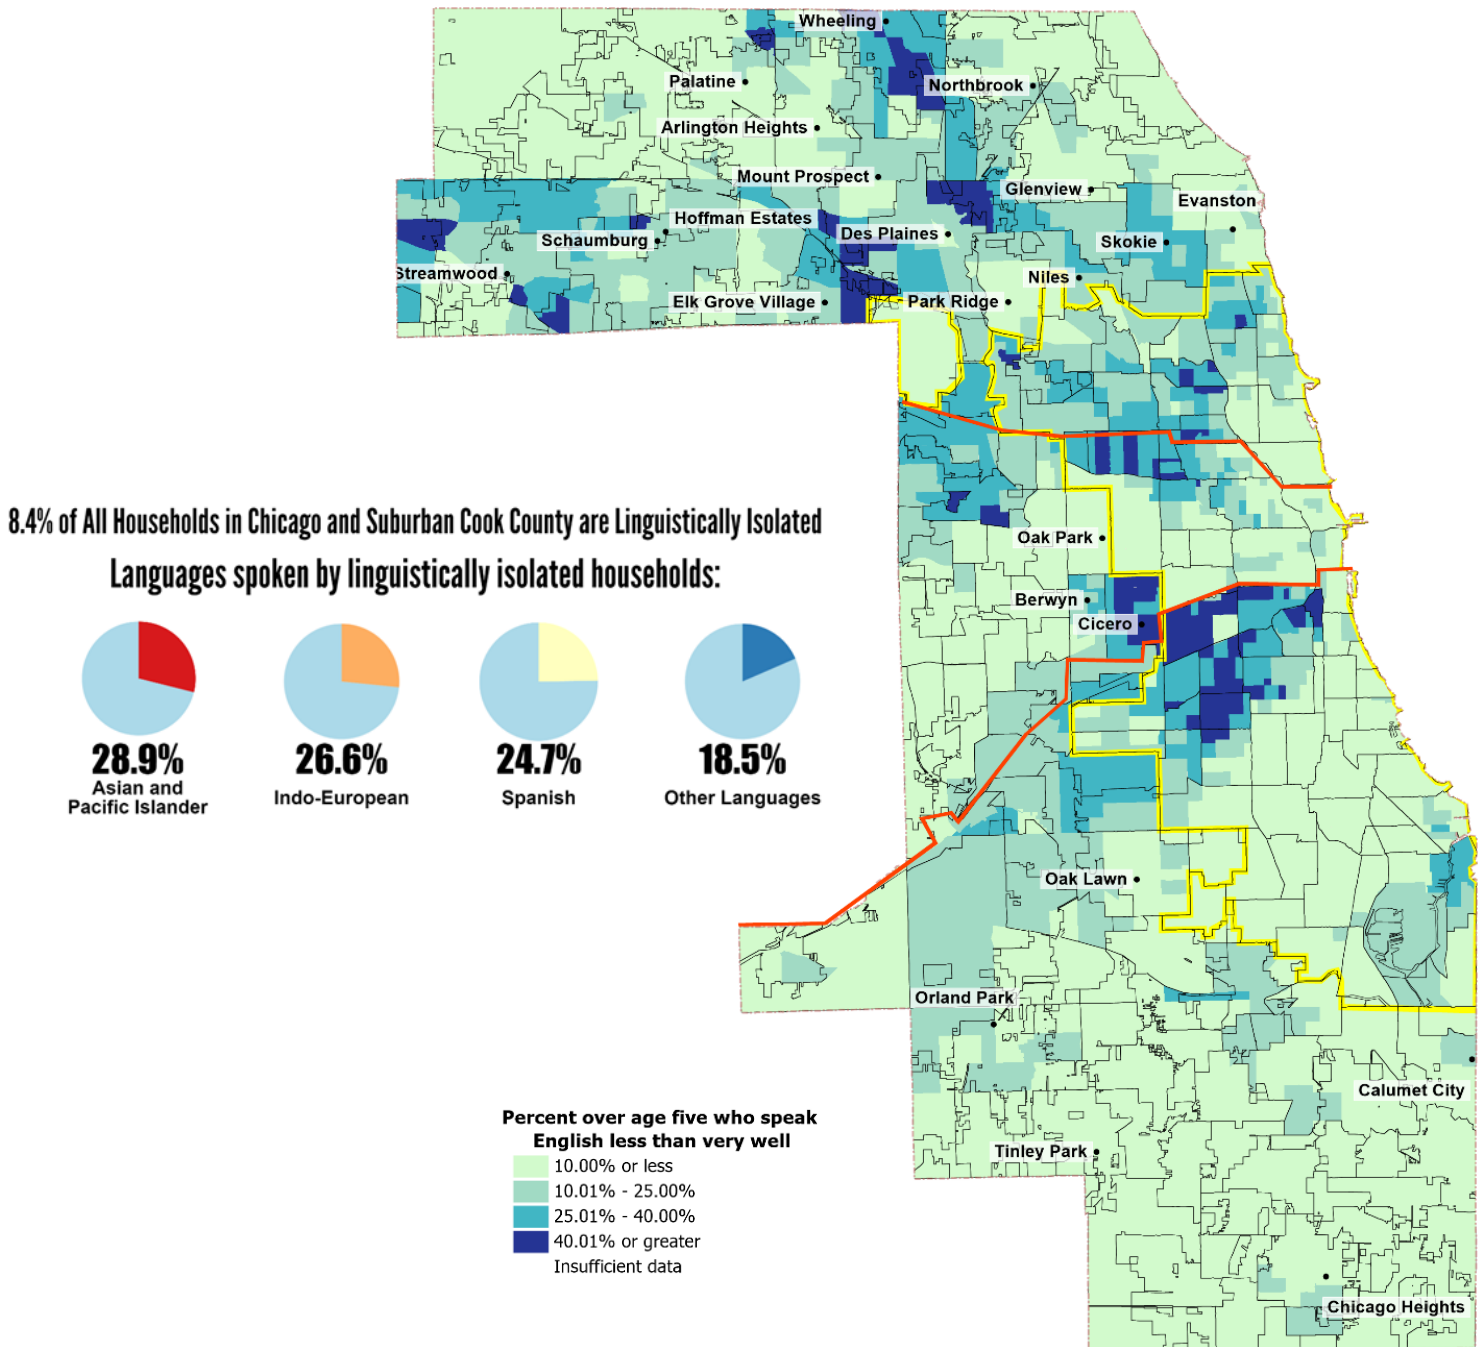 Wheeling
Palatine
Northbrook
Arlington Heights
Mount Prospect
Glenview
Evanston
Hoffman Estates
Schaumburg
Des Plaines
Skokie
Streamwood
Niles
Elk Grove Village
Park Ridge
8.4% of All Households in Chicago and Suburban Cook County are Linguistically Isolated
Languages spoken by linguistically isolated households:
28.9%
Asian and
Pacific Islander
26.6%
Indo-European
24.7%
Spanish
18.5%
Other Languages
Oak Park
Berwyn
Cicero
Oak Lawn
Orland Park
Calumet City
Tinley Park
Chicago Heights
Percent over age five who speak
English less than very well
10.00% or less
10.01% - 25.00%
25.01% - 40.00%
40.01% or greater
Insufficient data